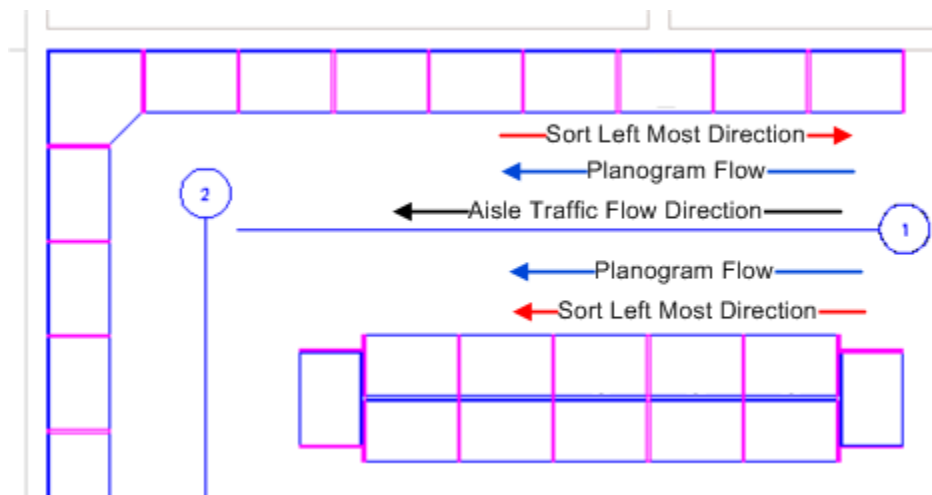 Sort Left Most Direction
Planogram Flow
2
Aisle Traffic Flow Direction
1
Planogram Flow
Sort Left Most Direction